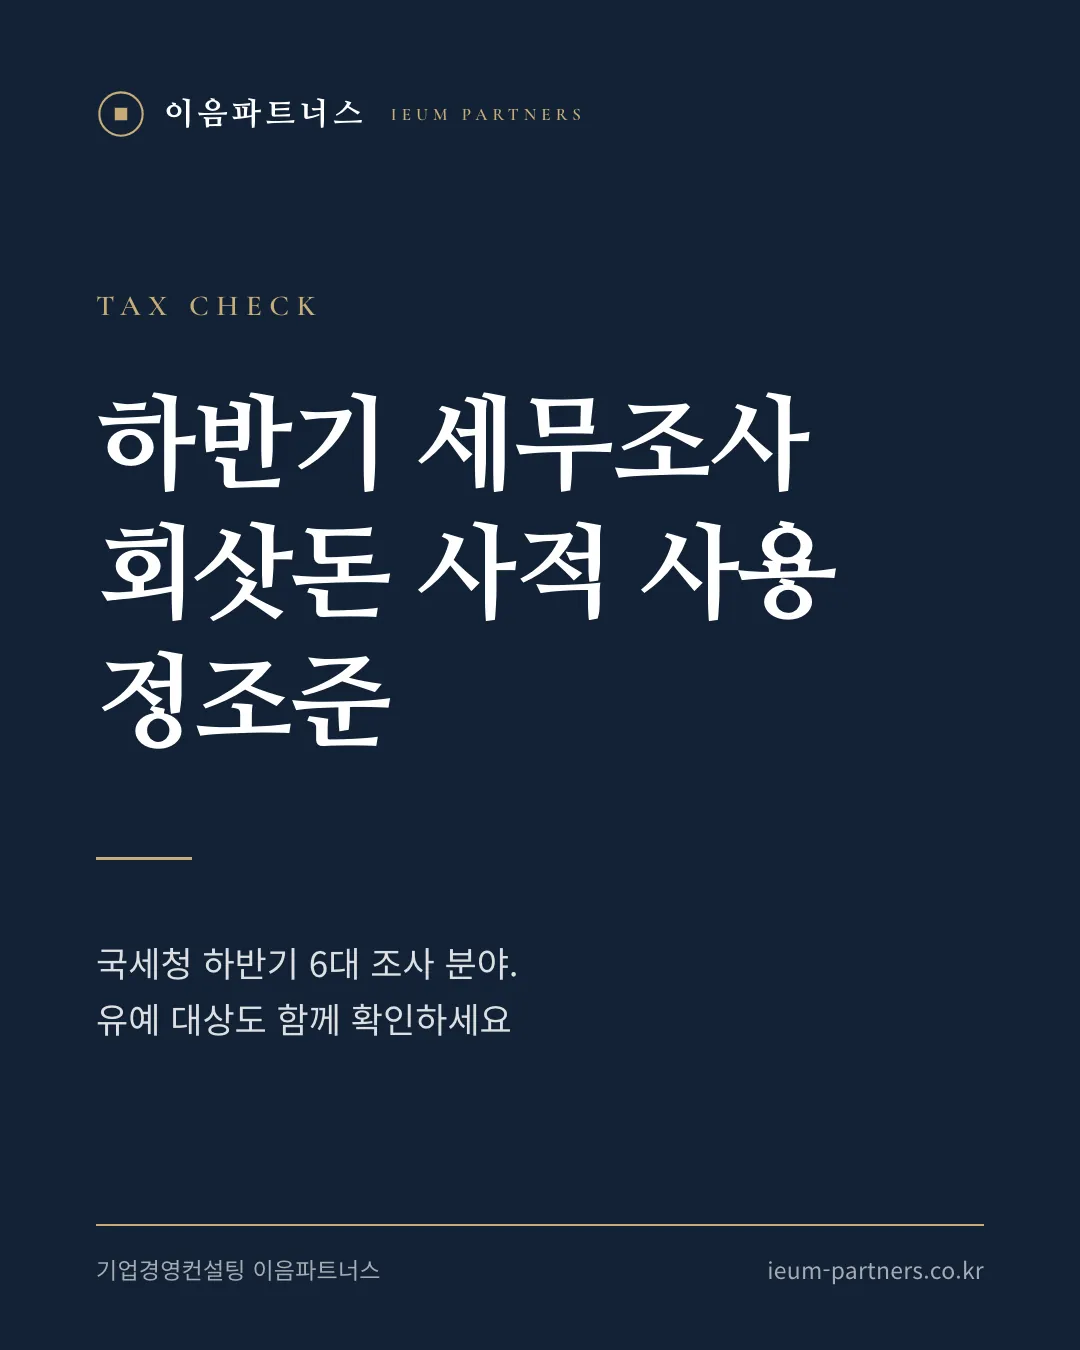 이음파트너스 IEUM PARTNERS
TAX CHECK
하반기 세무조사
회삿돈 사적 사용
정조준
국세청 하반기 6대 조사 분야.
유예 대상도 함께 확인하세요
기업경영컨설팅 이음파트너스
ieum-partners.co.kr